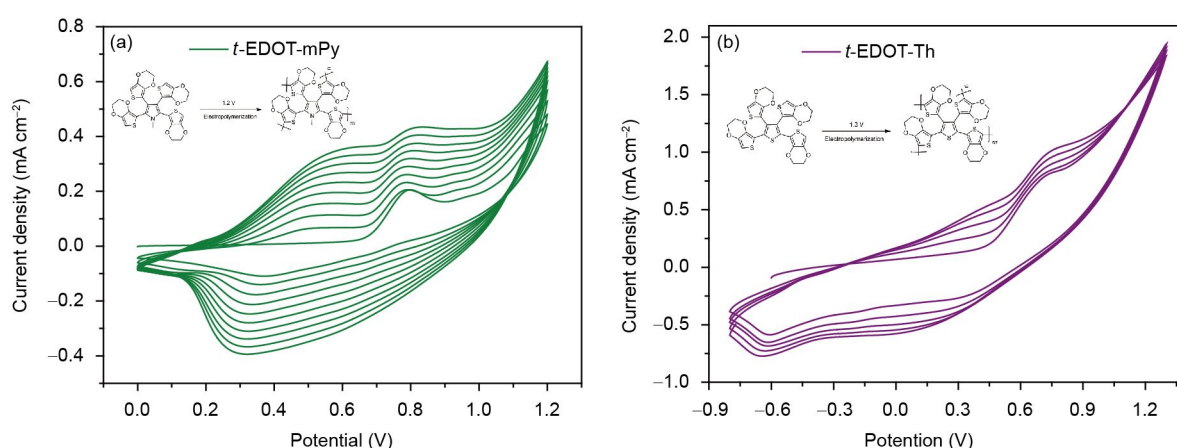 (a)
t-EDOT-mPy
1.2 V
Electropolymerization
Current density (mA cm−2)
0.8
0.6
0.4
0.2
0.0
−0.2
−0.4
0.0 0.2 0.4 0.6 0.8 1.0 1.2
Potential (V)
(b)
t-EDOT-Th
1.3 V
Electropolymerization
Current density (mA cm−2)
2.0
1.5
1.0
0.5
0.0
−0.5
−1.0
−0.9 −0.6 −0.3 0.0 0.3 0.6 0.9 1.2
Potention (V)